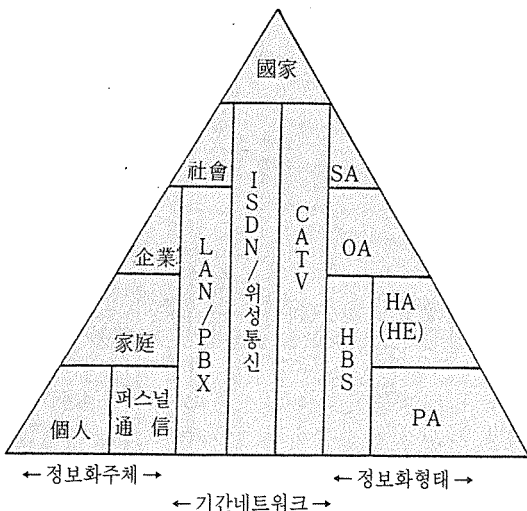 國家
社會
ISDN/위성통신
CATV
SA
企業
LAN/PBX
OA
家庭
HBS
HA
(HE)
個人
퍼스널
通信
PA
←정보화주체→
←정보화형태→
←기간네트워크→